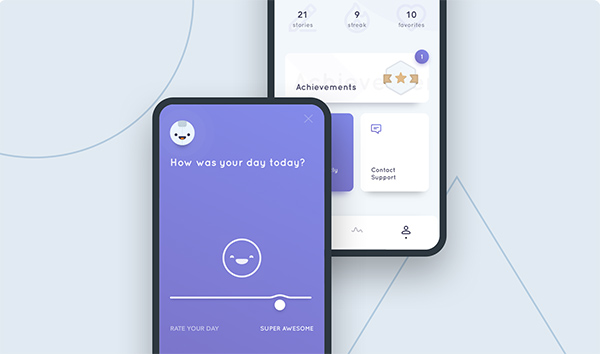 21
stories
9
streak
10
favorites
1
Achievements
Contact
Support
How was your day today?
RATE YOUR DAY
SUPER AWESOME